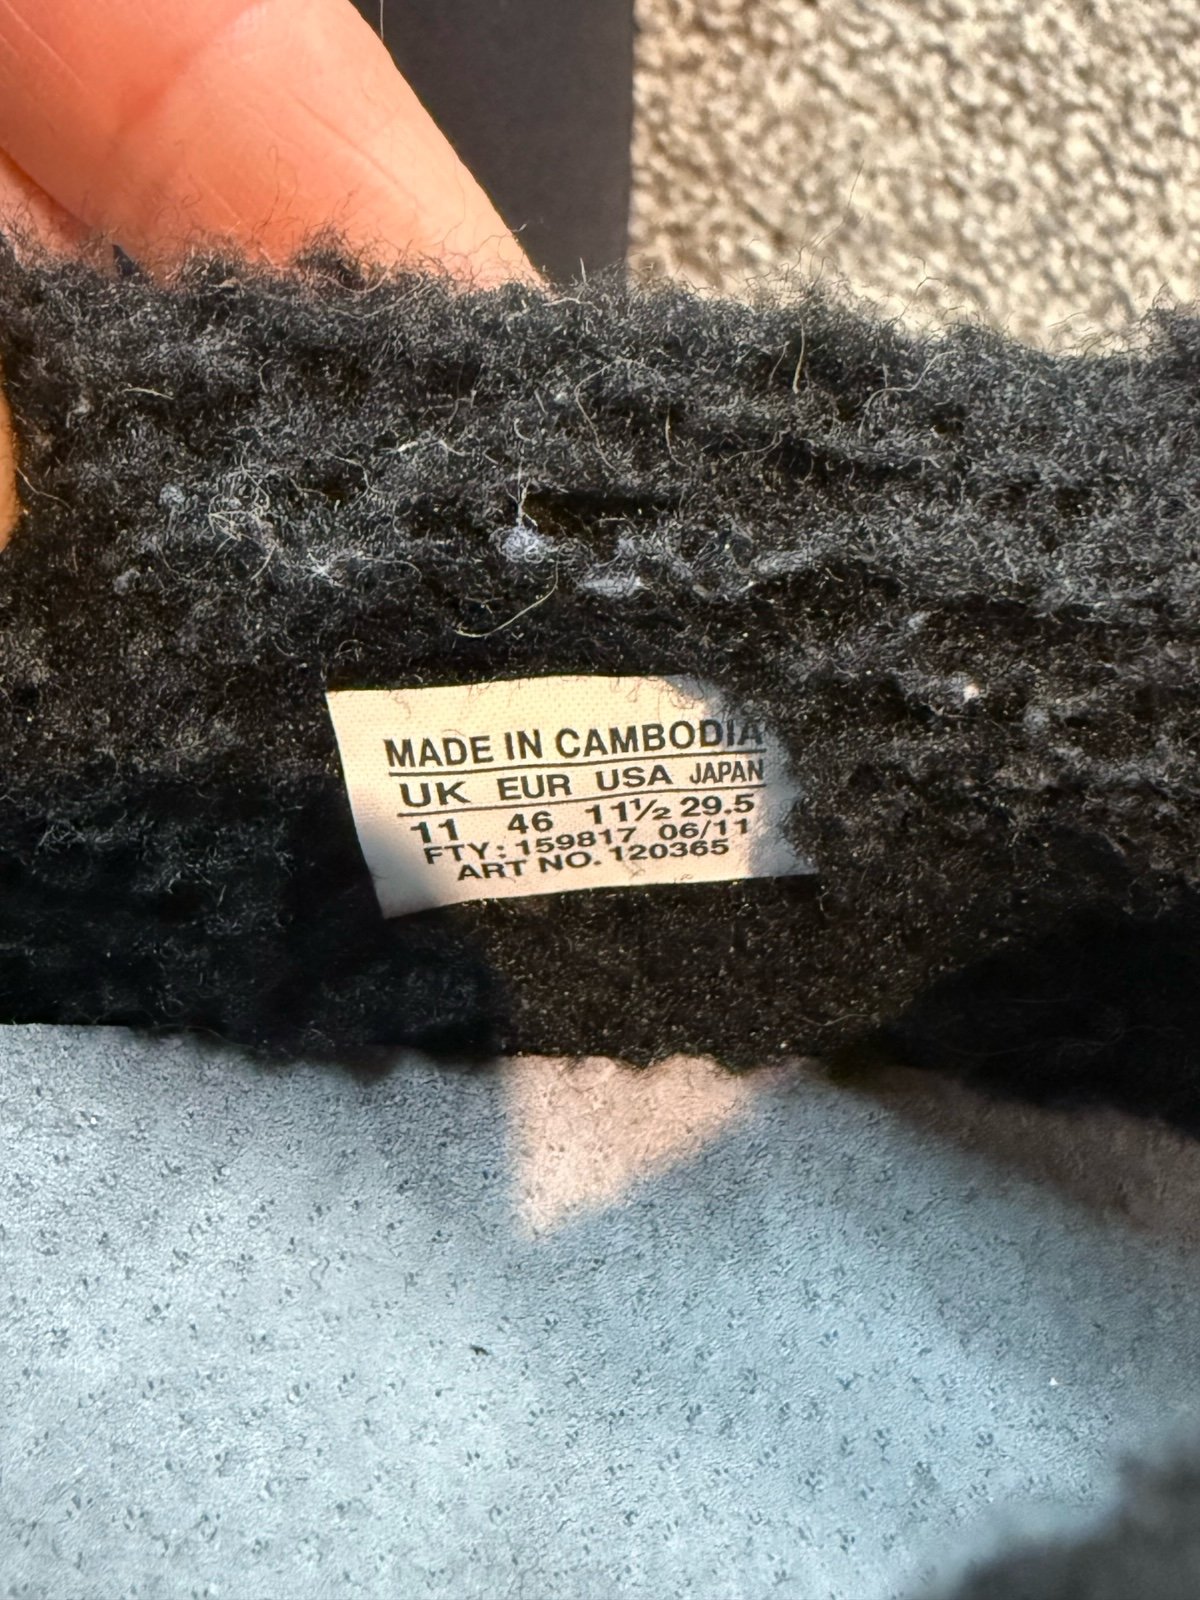 MADE IN CAMBODIA
UK EUR USA JAPAN
11 46 11½ 29.5
FTY: 159817 06/11
ART NO. 120365